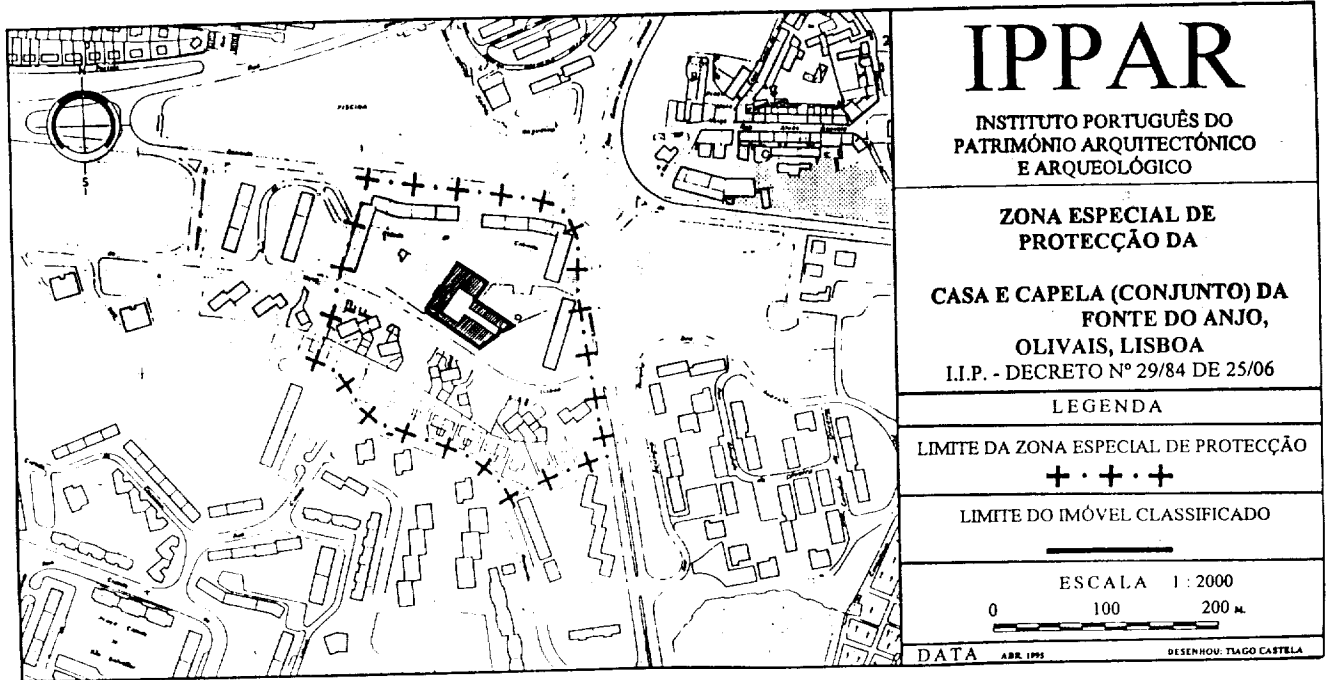 N
S
PISCINA
2
IPPAR
INSTITUTO PORTUGUÊS DO
PATRIMÓNIO ARQUITECTÓNICO
E ARQUEOLÓGICO
ZONA ESPECIAL DE
PROTECÇÃO DA
CASA E CAPELA (CONJUNTO) DA
FONTE DO ANJO,
OLIVAIS, LISBOA
I.I.P. - DECRETO Nº 29/84 DE 25/06
LEGENDA
LIMITE DA ZONA ESPECIAL DE PROTECÇÃO
LIMITE DO IMÓVEL CLASSIFICADO
ESCALA 1 : 2000
0 100 200 M.
DATA ABR. 1995 DESENHOU: TIAGO CASTELA